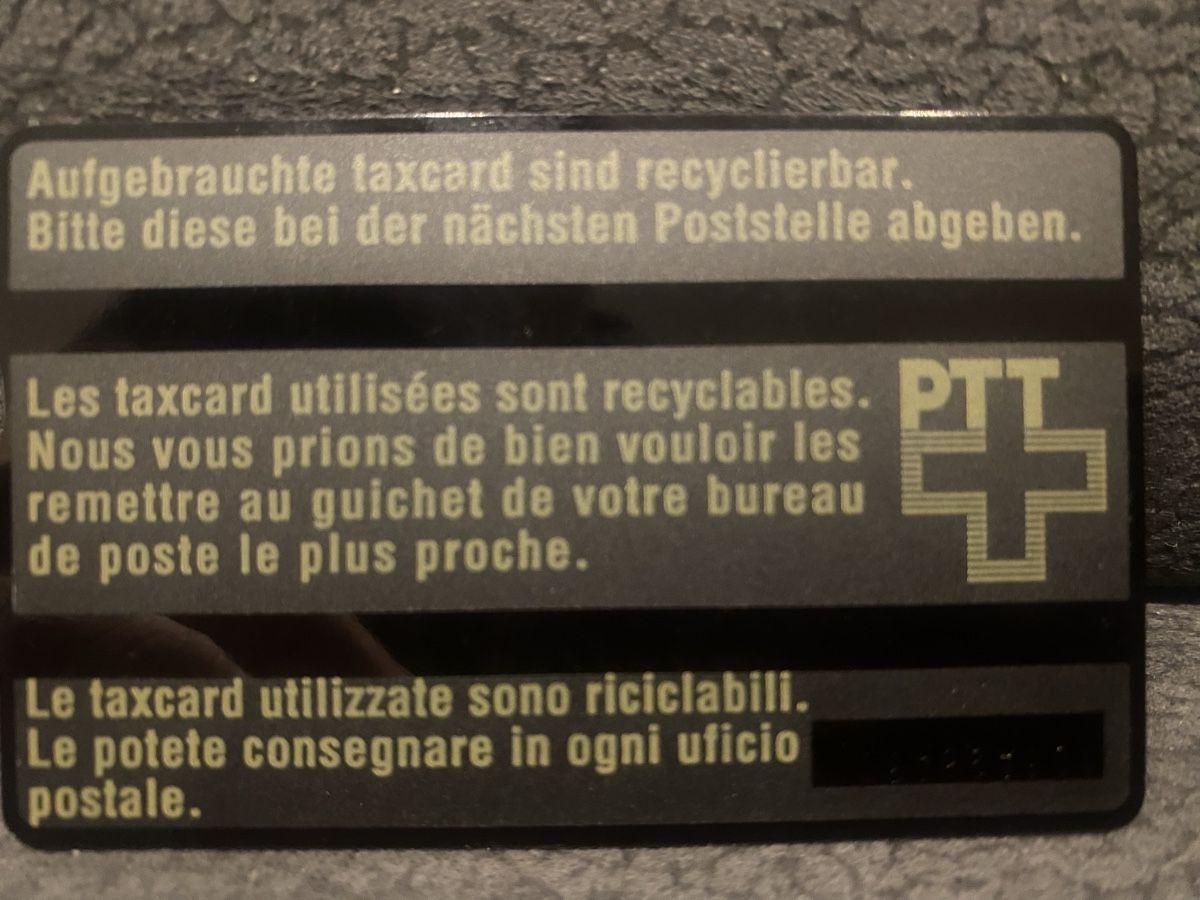 Aufgebrauchte taxcard sind recyclierbar.
Bitte diese bei der nächsten Poststelle abgeben.
Les taxcard utilisées sont recyclables.
Nous vous prions de bien vouloir les
remettre au guichet de votre bureau
de poste le plus proche.
PTT
Le taxcard utilizzate sono riciclabili.
Le potete consegnare in ogni uficio
postale.